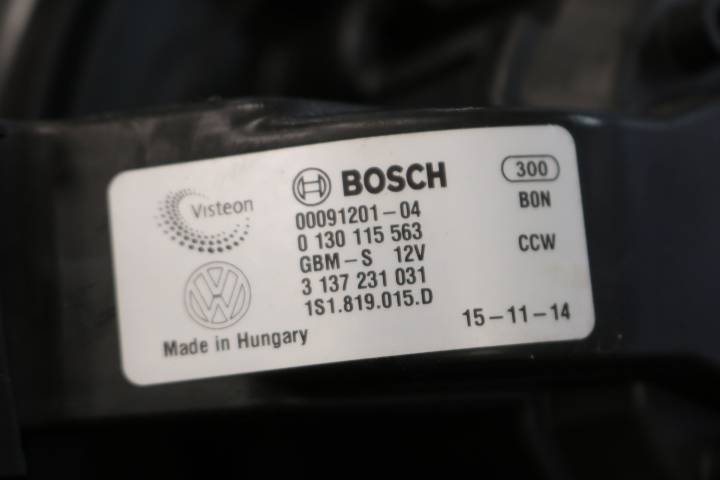 Visteon
BOSCH
300
00091201-04
BON
0 130 115 563
GBM-S 12V
CCW
3 137 231 031
1S1.819.015.D
15-11-14
Made in Hungary